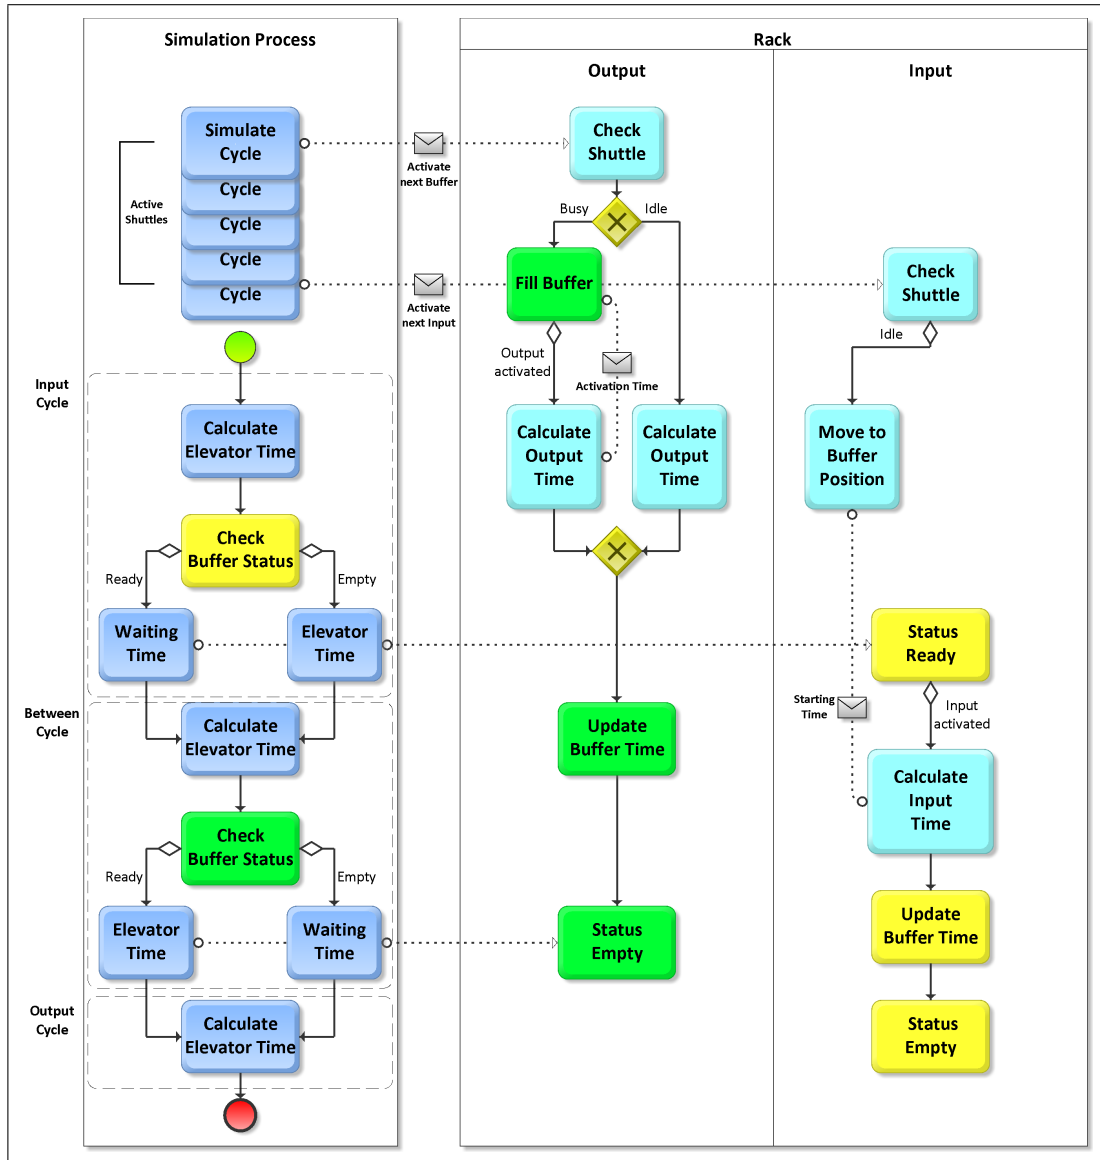 Simulation Process
Rack
Output
Input
Simulate
Cycle
Cycle
Cycle
Cycle
Cycle
Active
Shuttles
Activate
next Buffer
Activate
next Input
Check
Shuttle
Busy
Idle
Fill Buffer
Output
activated
Activation Time
Calculate
Output
Time
Calculate
Output
Time
Check
Shuttle
Idle
Move to
Buffer
Position
Input
Cycle
Calculate
Elevator Time
Check
Buffer Status
Ready
Empty
Waiting
Time
Elevator
Time
Status
Ready
Starting
Time
Input
activated
Between
Cycle
Calculate
Elevator Time
Update
Buffer Time
Calculate
Input
Time
Check
Buffer Status
Ready
Empty
Elevator
Time
Waiting
Time
Status
Empty
Update
Buffer Time
Output
Cycle
Calculate
Elevator Time
Status
Empty